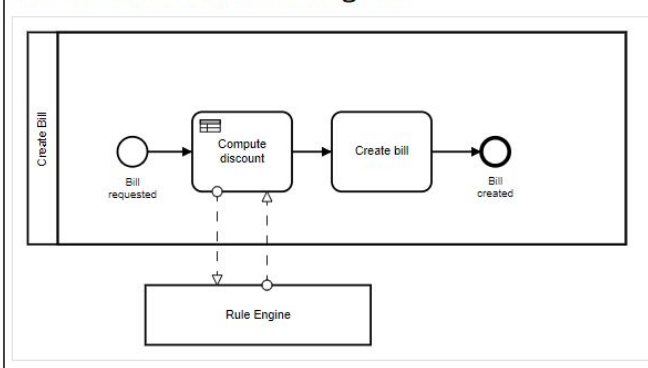 Create Bill
Compute
discount
Create bill
Bill
requested
Bill
created
Rule Engine